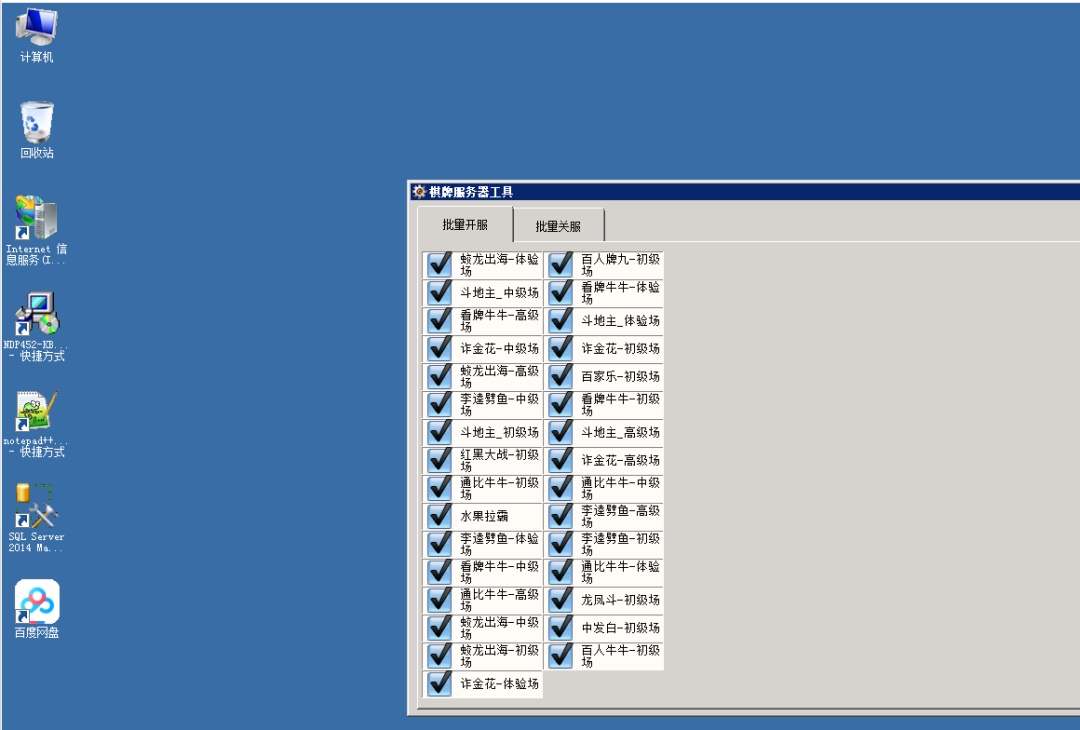 计算机
回收站
Internet 信
息服务(I...
NDP452-KB...
- 快捷方式
notepad++...
- 快捷方式
SQL Server
2014 Ma...
百度网盘
棋牌服务器工具
批量开服
批量关服
蛟龙出海-体验
场
百人牌九-初级
场
斗地主_中级场
看牌牛牛-体验
场
看牌牛牛-高级
场
斗地主_体验场
诈金花-中级场
诈金花-初级场
蛟龙出海-高级
场
百家乐-初级场
李逵劈鱼-中级
场
看牌牛牛-初级
场
斗地主_初级场
斗地主_高级场
红黑大战-初级
场
诈金花-高级场
通比牛牛-初级
场
通比牛牛-中级
场
水果拉霸
李逵劈鱼-高级
场
李逵劈鱼-体验
场
李逵劈鱼-初级
场
看牌牛牛-中级
场
通比牛牛-体验
场
通比牛牛-高级
场
龙凤斗-初级场
蛟龙出海-中级
场
中发白-初级场
蛟龙出海-初级
场
百人牛牛-初级
场
诈金花-体验场